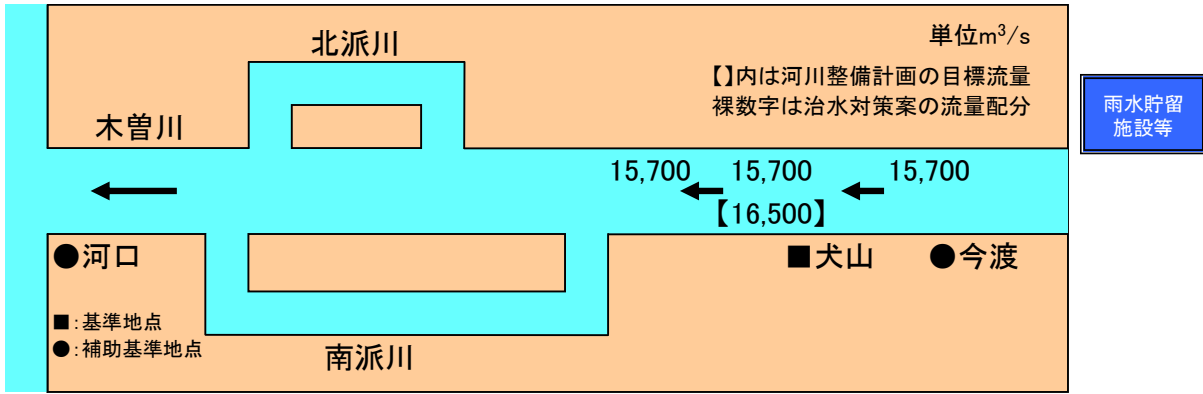 北派川
単位m³/s
【】内は河川整備計画の目標流量
裸数字は治水対策案の流量配分
雨水貯留
施設等
木曽川
15,700 15,700 15,700
【16,500】
●河口
■犬山 ●今渡
■:基準地点
●:補助基準地点
南派川